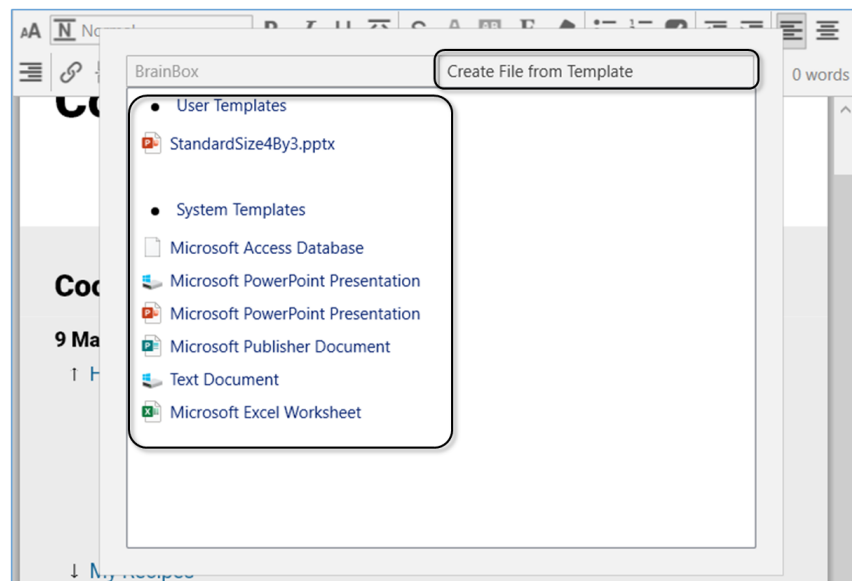 AA N
BrainBox
Create File from Template
0 words
User Templates
StandardSize4By3.pptx
System Templates
Microsoft Access Database
Microsoft PowerPoint Presentation
Microsoft PowerPoint Presentation
Microsoft Publisher Document
Text Document
Microsoft Excel Worksheet
9